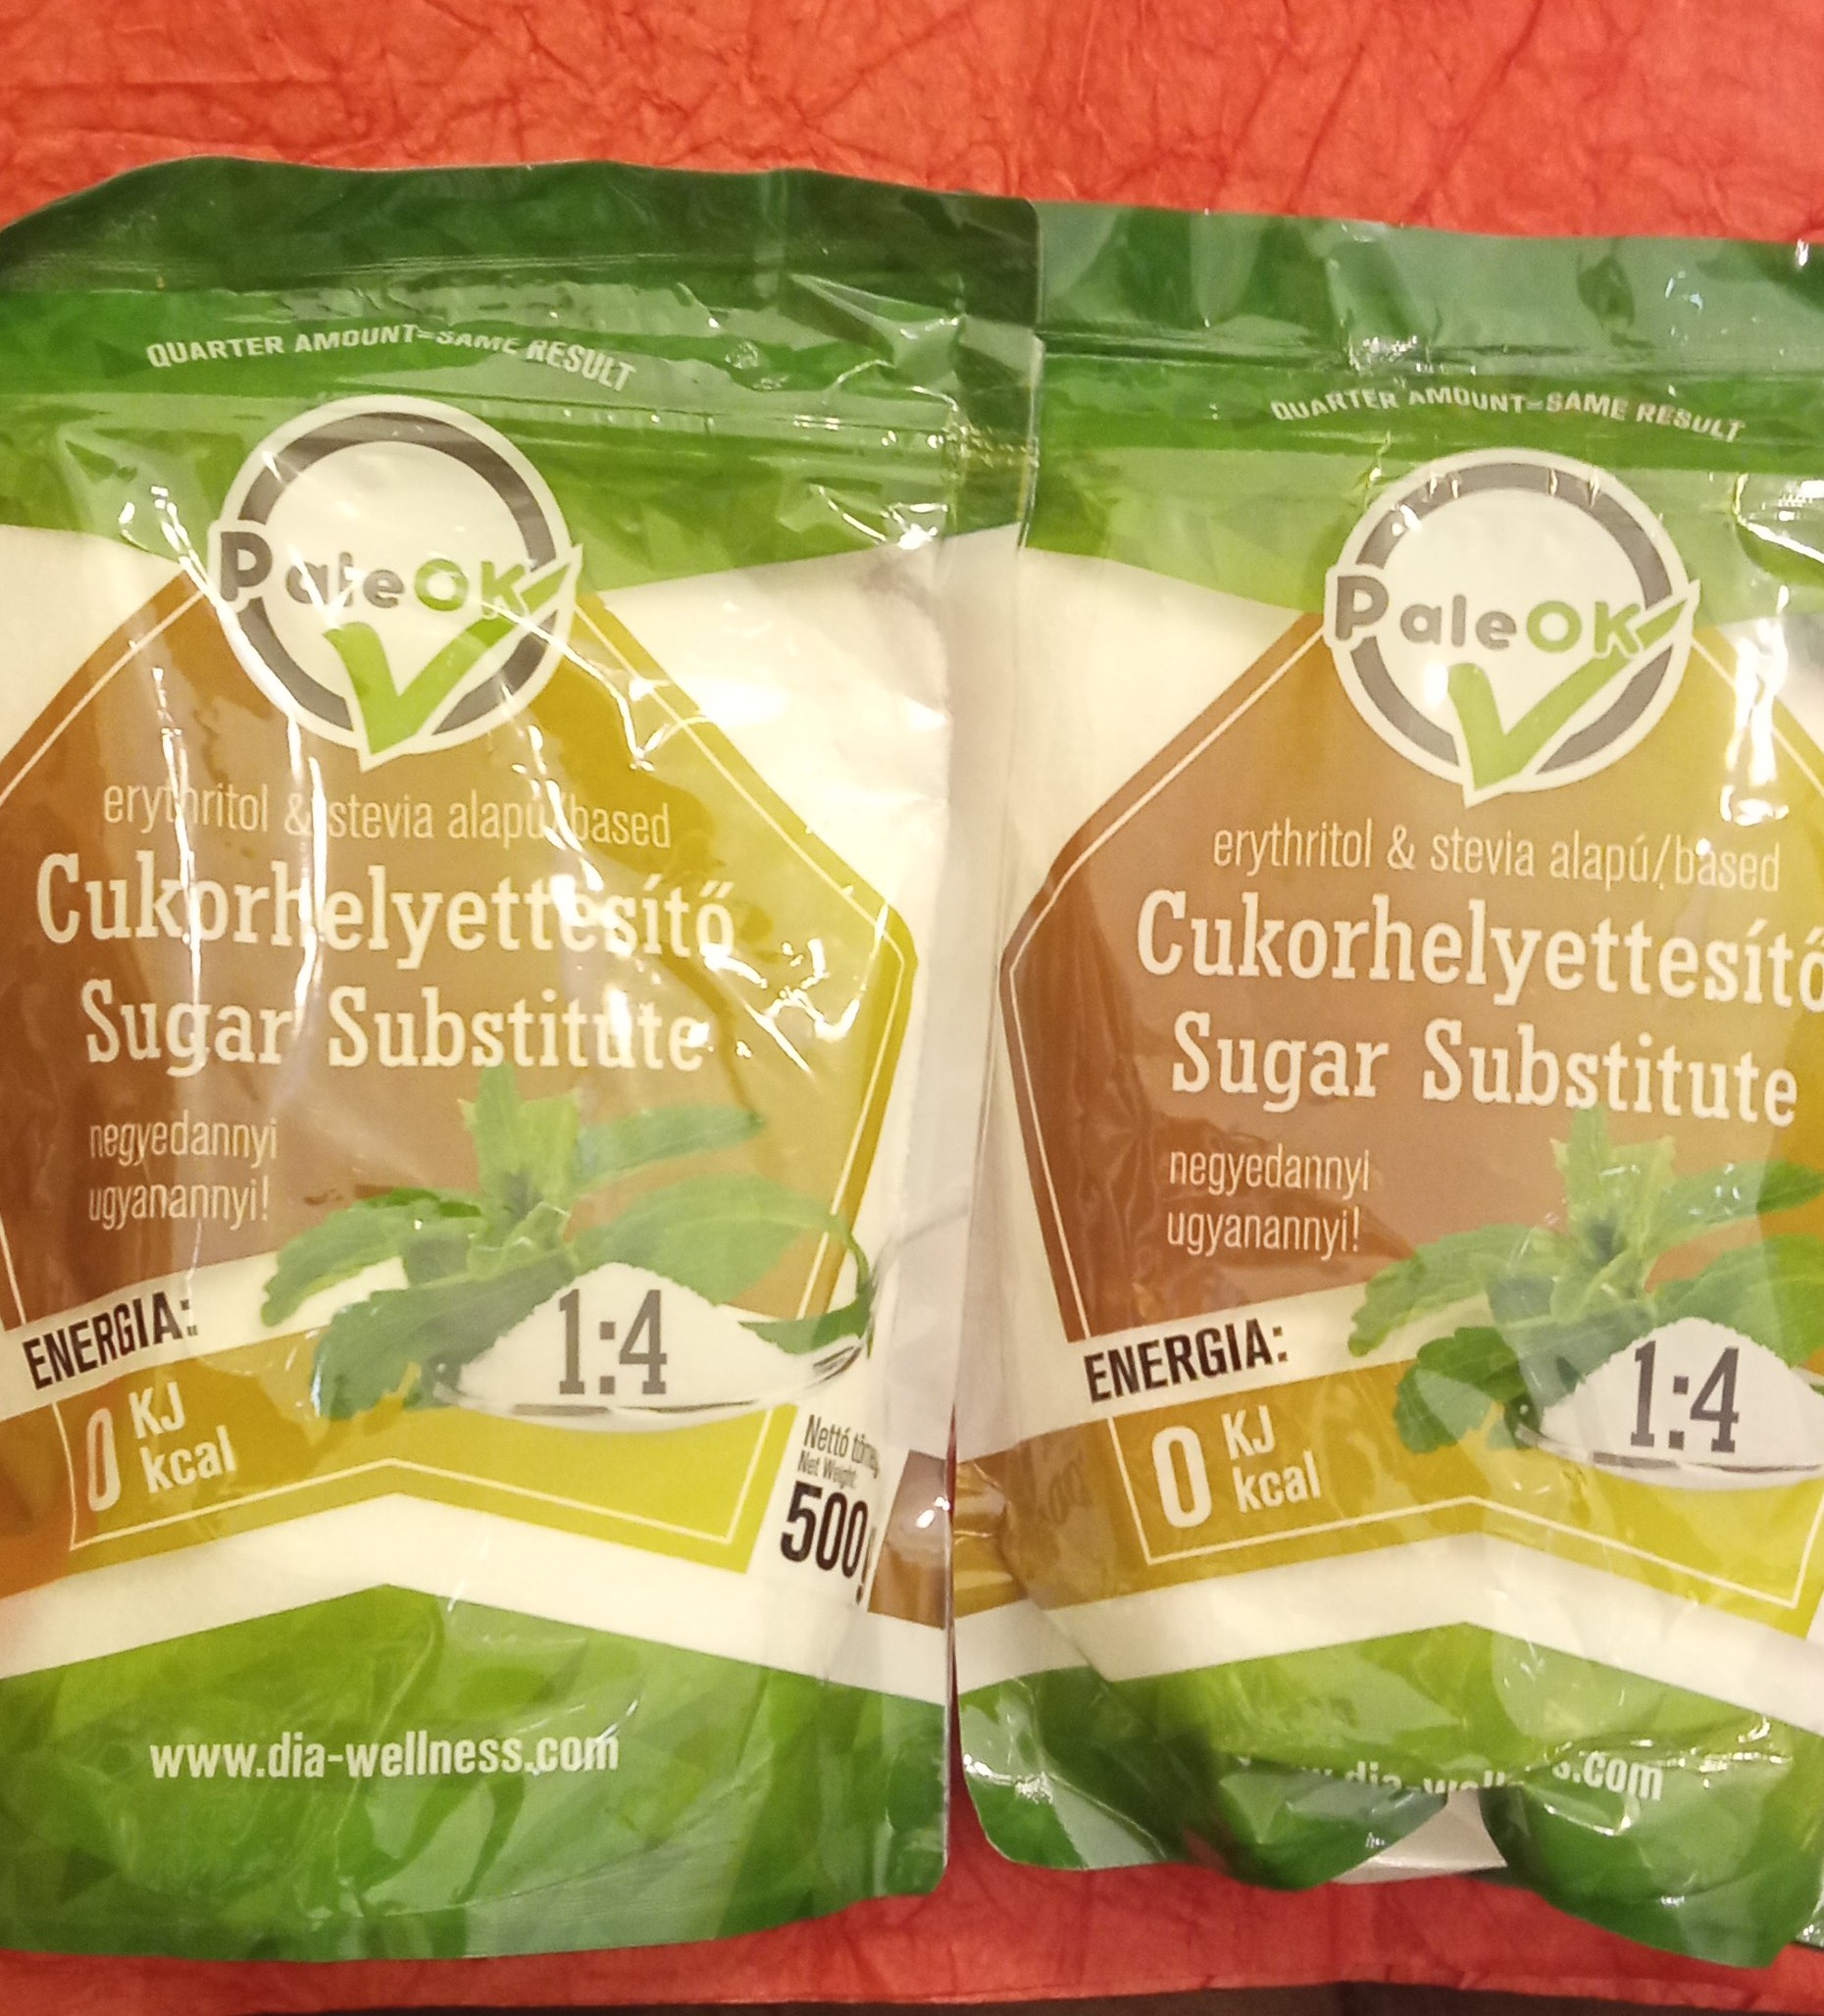 QUARTER AMOUNT=SAME RESULT
PaleOK
erythritol & stevia alapú/based
Cukorhelyettesítő
Sugar Substitute
negyedannyi
ugyanannyi!
1:4
ENERGIA:
0 KJ
kcal
Nettó
Net Weight:
500g
www.dia-wellness.com
QUARTER AMOUNT=SAME RESULT
PaleOK
erythritol & stevia alapú/based
Cukorhelyettesítő
Sugar Substitute
negyedannyi
ugyanannyi!
1:4
ENERGIA:
0 KJ
kcal
.com